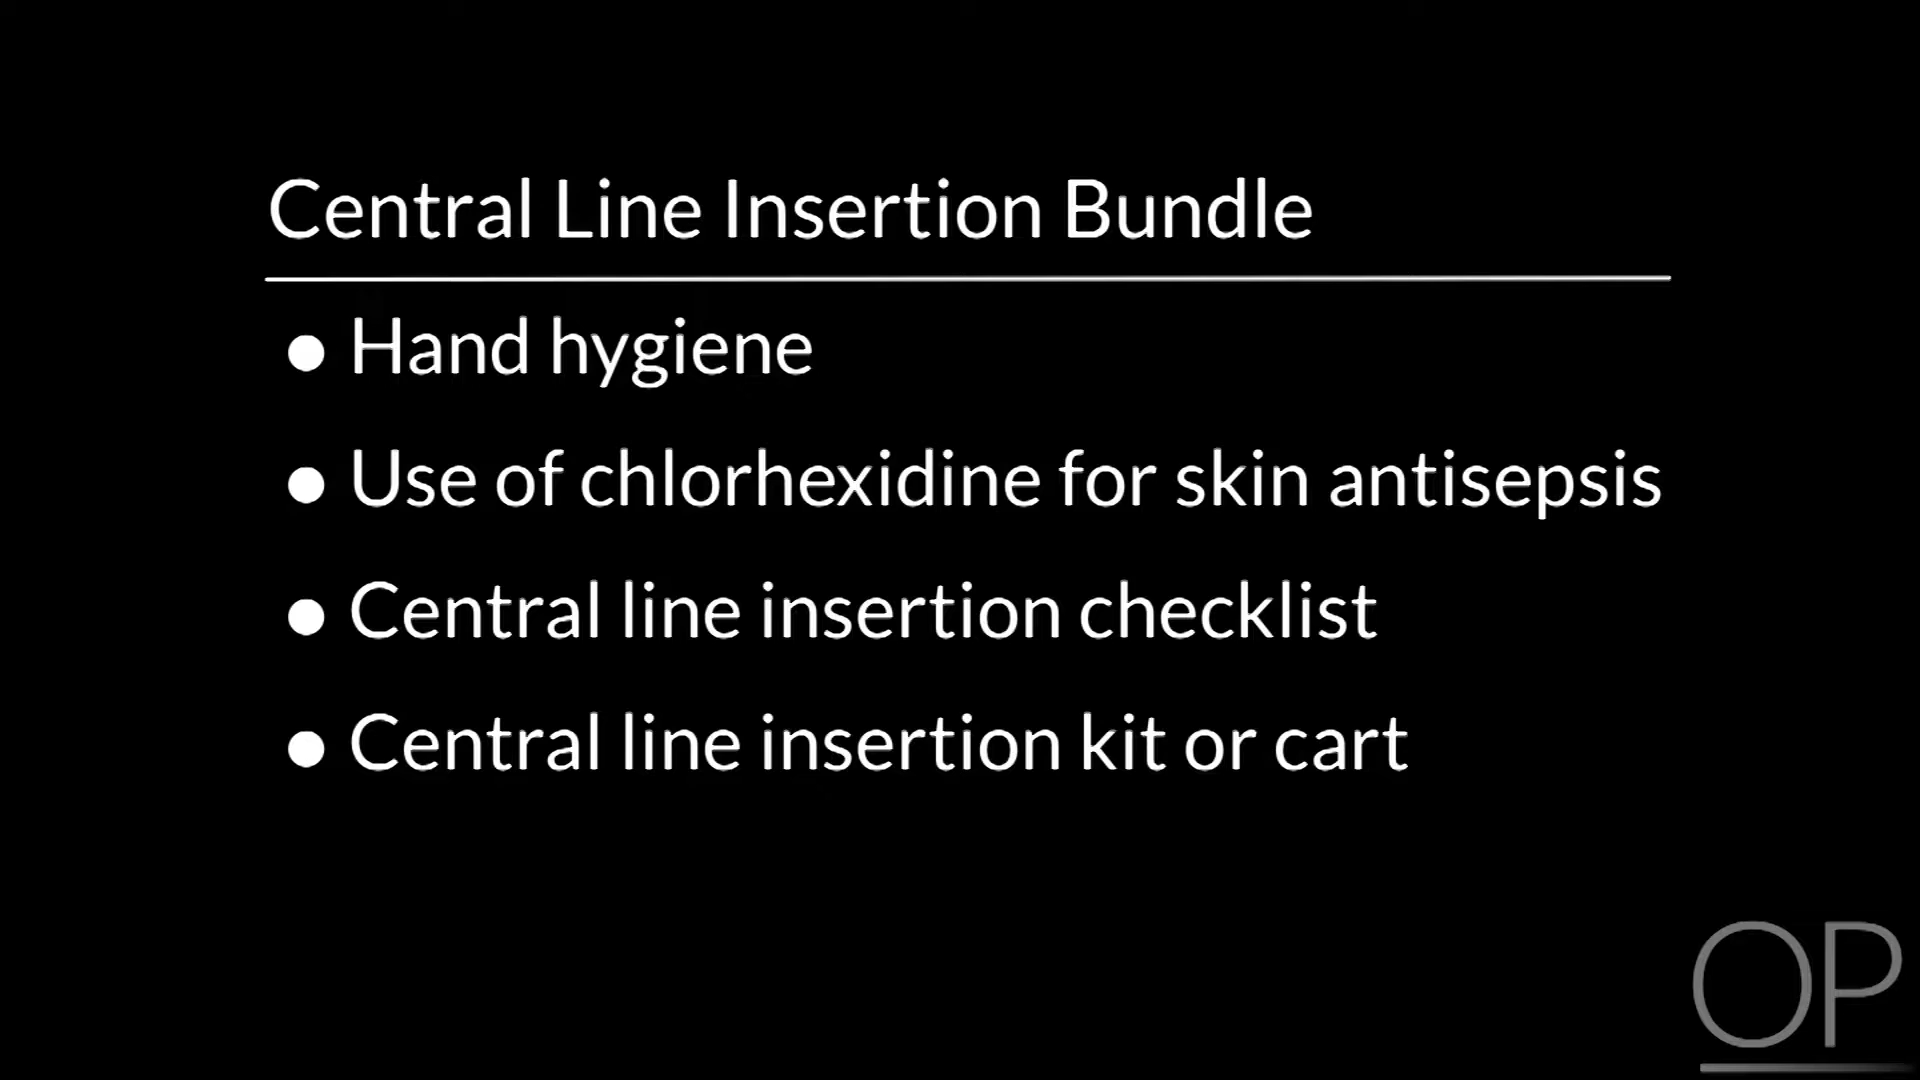 Central Line Insertion Bundle
● Hand hygiene
● Use of chlorhexidine for skin antisepsis
● Central line insertion checklist
● Central line insertion kit or cart
OP